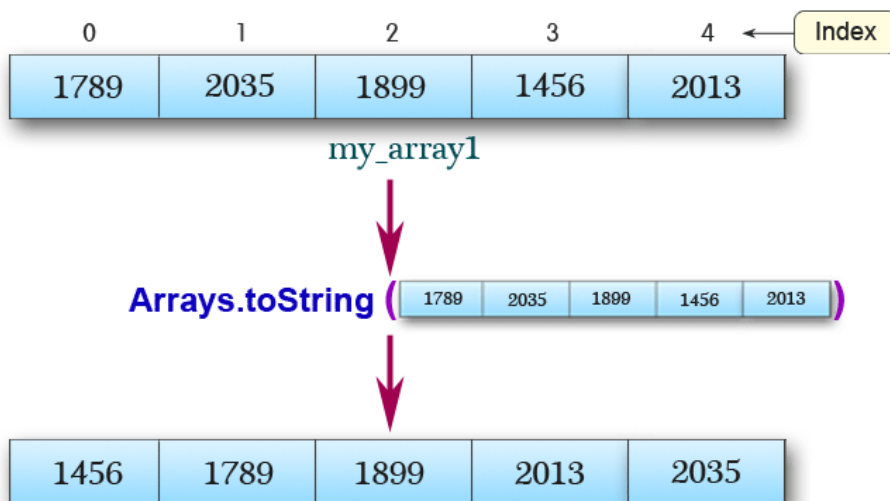 0 1 2 3 4 Index
1789 2035 1899 1456 2013
my_array1
Arrays.toString ( 1789 2035 1899 1456 2013 )
1456 1789 1899 2013 2035